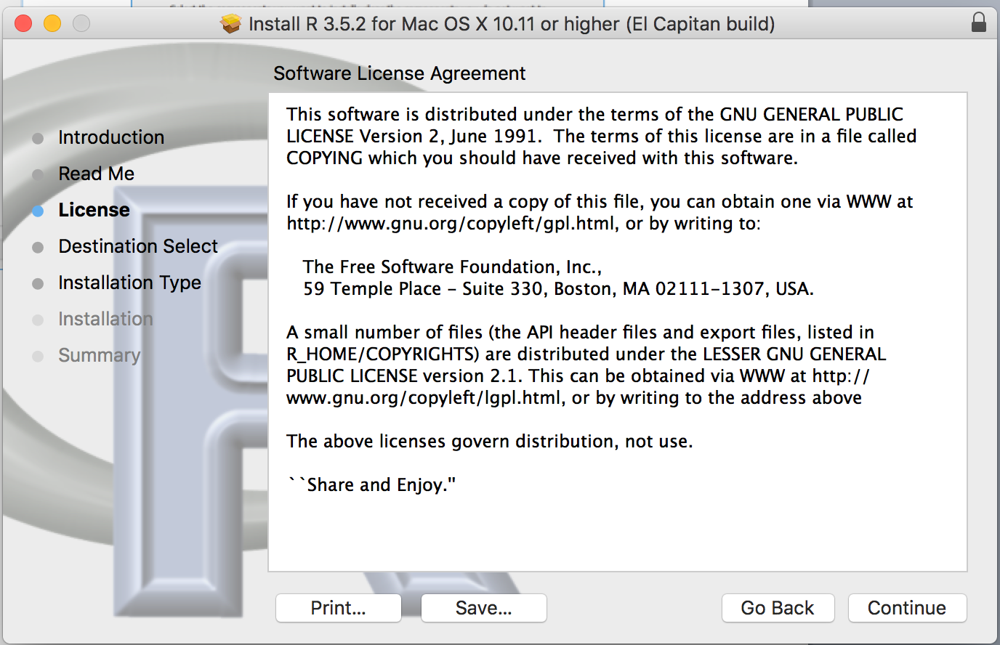 Install R 3.5.2 for Mac OS X 10.11 or higher (El Capitan build)
Software License Agreement
Introduction
Read Me
License
Destination Select
Installation Type
Installation
Summary
This software is distributed under the terms of the GNU GENERAL PUBLIC
LICENSE Version 2, June 1991.  The terms of this license are in a file called
COPYING which you should have received with this software.
If you have not received a copy of this file, you can obtain one via WWW at
http://www.gnu.org/copyleft/gpl.html, or by writing to:
The Free Software Foundation, Inc.,
59 Temple Place – Suite 330, Boston, MA 02111-1307, USA.
A small number of files (the API header files and export files, listed in
R_HOME/COPYRIGHTS) are distributed under the LESSER GNU GENERAL
PUBLIC LICENSE version 2.1. This can be obtained via WWW at http://
www.gnu.org/copyleft/lgpl.html, or by writing to the address above
The above licenses govern distribution, not use.
``Share and Enjoy."
Print...
Save...
Go Back
Continue